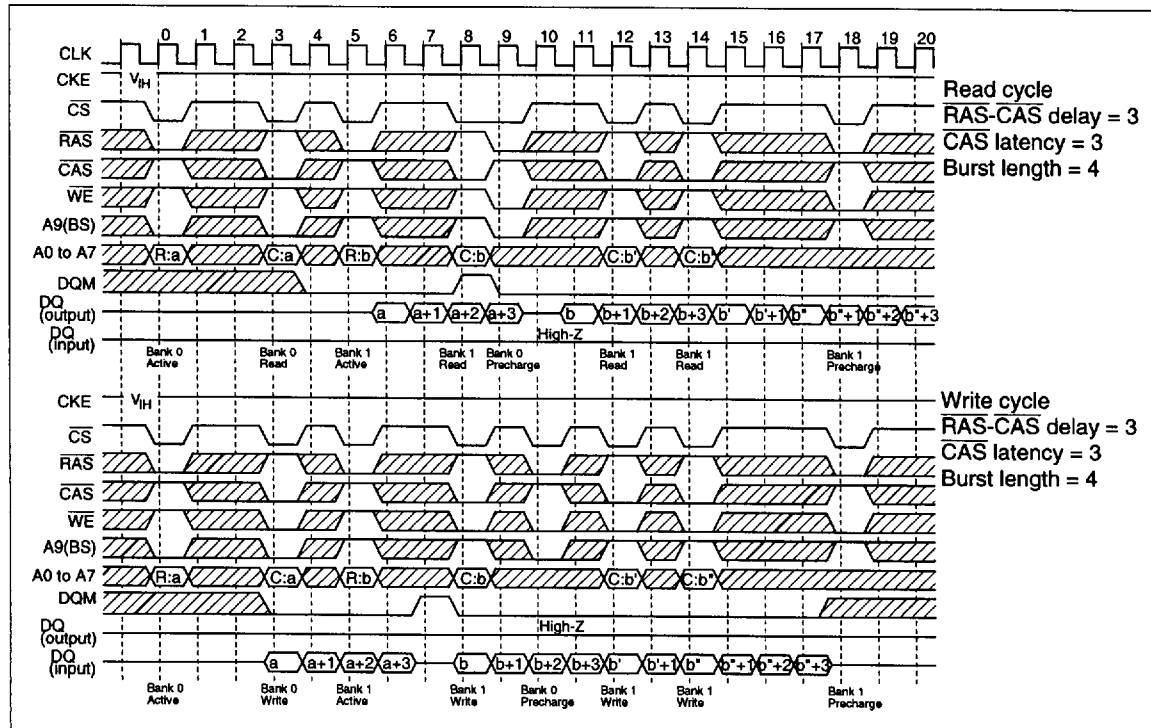 0 1 2 3 4 5 6 7 8 9 10 11 12 13 14 15 16 17 18 19 20
CLK
CKE VIH
CS
RAS
CAS
WE
A9(BS)
A0 to A7 R:a C:a R:b C:b C:b' C:b"
DQM
DQ (output) a a+1 a+2 a+3 b b+1 b+2 b+3 b' b'+1 b" b"+1 b"+2 b"+3
DQ (input) High-Z
Bank 0 Active Bank 0 Read Bank 1 Active Bank 1 Read Bank 0 Precharge Bank 1 Read Bank 1 Read Bank 1 Precharge
Read cycle
RAS-CAS delay = 3
CAS latency = 3
Burst length = 4
CKE VIH
CS
RAS
CAS
WE
A9(BS)
A0 to A7 R:a C:a R:b C:b C:b' C:b"
DQM
DQ (output) High-Z
DQ (input) a a+1 a+2 a+3 b b+1 b+2 b+3 b' b'+1 b" b"+1 b"+2 b"+3
Bank 0 Active Bank 0 Write Bank 1 Active Bank 1 Write Bank 0 Precharge Bank 1 Write Bank 1 Write Bank 1 Precharge
Write cycle
RAS-CAS delay = 3
CAS latency = 3
Burst length = 4